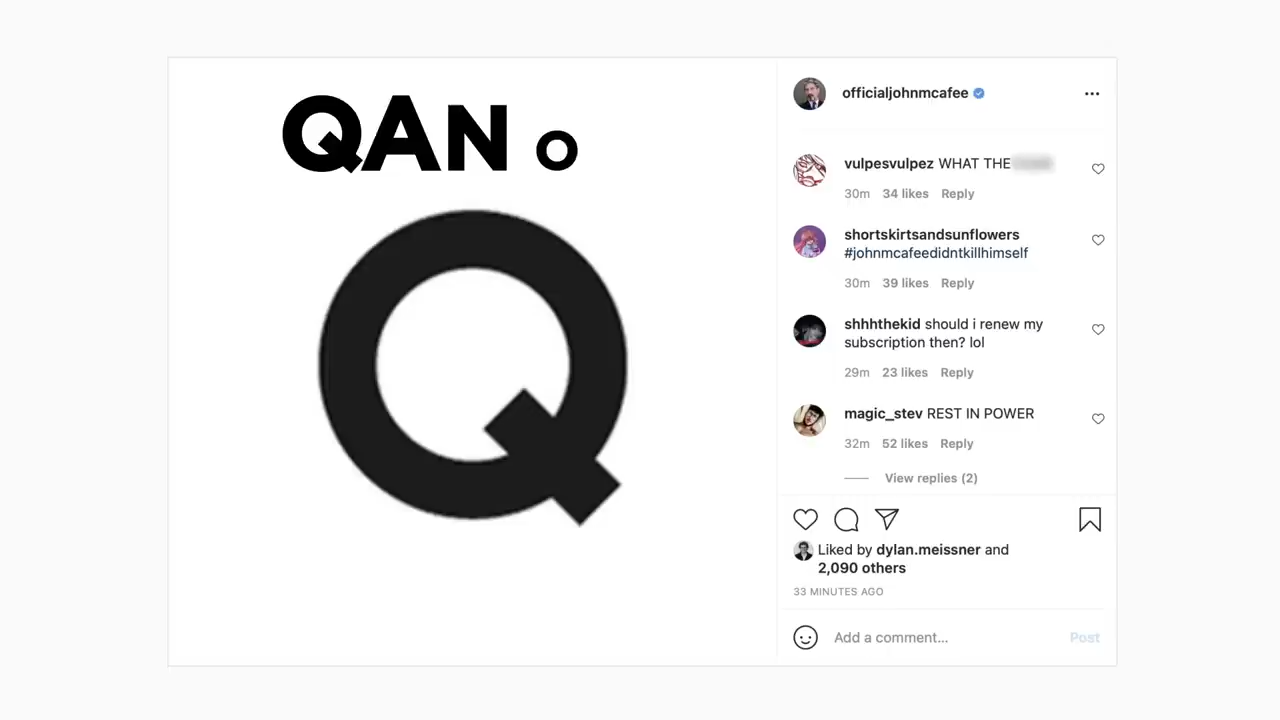 QAN o
Q
officialjohnmcafee
vulpesvulpez WHAT THE
30m 34 likes Reply
shortskirtsandsunflowers
#johnmcafeedidntkillhimself
30m 39 likes Reply
shhhthekid should i renew my
subscription then? lol
29m 23 likes Reply
magic_stev REST IN POWER
32m 52 likes Reply
View replies (2)
Liked by dylan.meissner and
2,090 others
33 MINUTES AGO
Add a comment...
Post